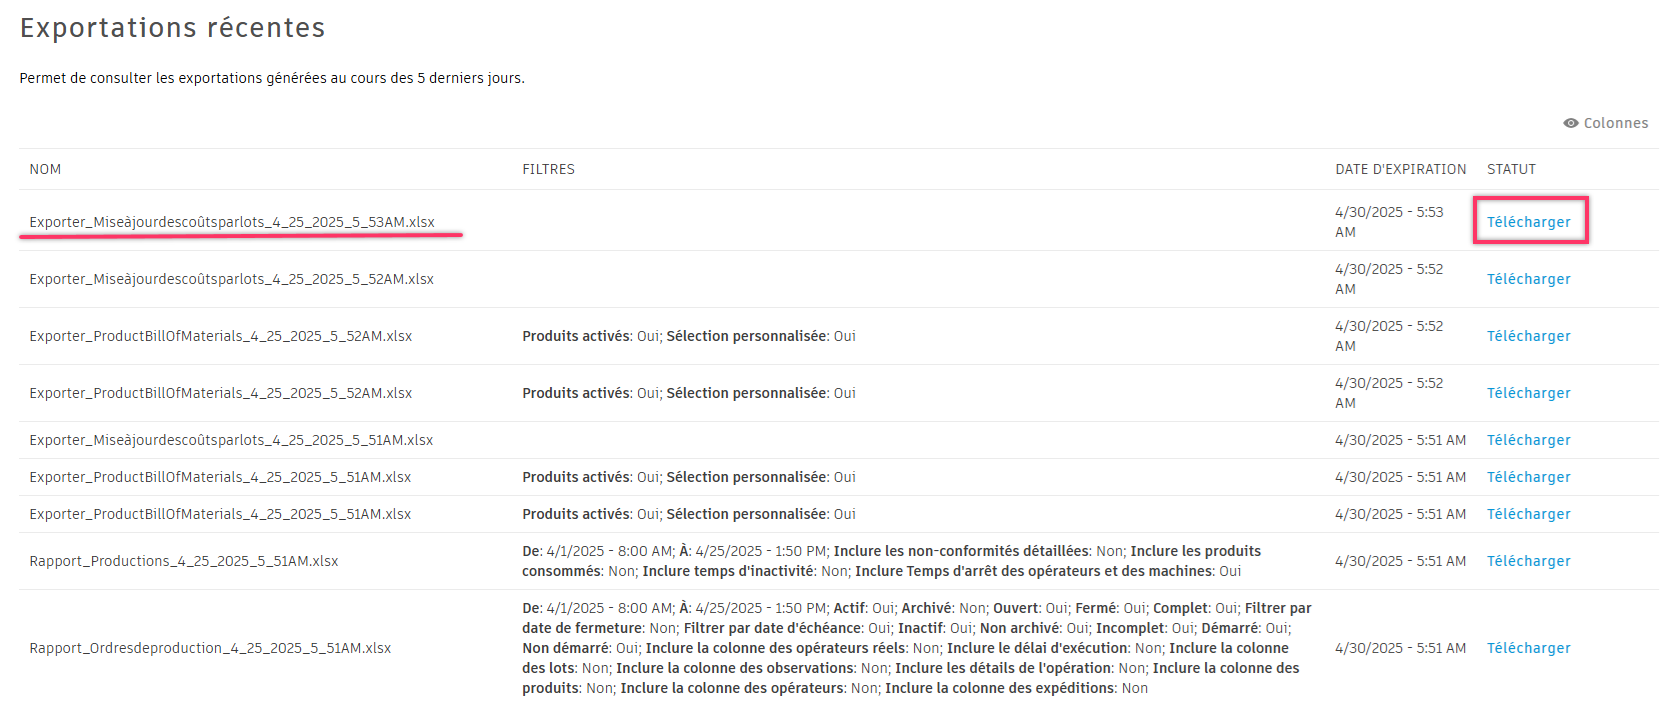 Exportations récentes
Permet de consulter les exportations générées au cours des 5 derniers jours.
Colonnes
NOM FILTRES DATE D'EXPIRATION STATUT
Exporter_Miseàjourdescoûtsparlots_4_25_2025_5_53AM.xlsx 4/30/2025 - 5:53 Télécharger
AM
Exporter_Miseàjourdescoûtsparlots_4_25_2025_5_52AM.xlsx 4/30/2025 - 5:52 Télécharger
AM
Exporter_ProductBillOfMaterials_4_25_2025_5_52AM.xlsx Produits activés: Oui; Sélection personnalisée: Oui 4/30/2025 - 5:52 Télécharger
AM
Exporter_ProductBillOfMaterials_4_25_2025_5_52AM.xlsx Produits activés: Oui; Sélection personnalisée: Oui 4/30/2025 - 5:52 Télécharger
AM
Exporter_Miseàjourdescoûtsparlots_4_25_2025_5_51AM.xlsx 4/30/2025 - 5:51 AM Télécharger
Exporter_ProductBillOfMaterials_4_25_2025_5_51AM.xlsx Produits activés: Oui; Sélection personnalisée: Oui 4/30/2025 - 5:51 AM Télécharger
Exporter_ProductBillOfMaterials_4_25_2025_5_51AM.xlsx Produits activés: Oui; Sélection personnalisée: Oui 4/30/2025 - 5:51 AM Télécharger
Rapport_Productions_4_25_2025_5_51AM.xlsx De: 4/1/2025 - 8:00 AM; À: 4/25/2025 - 1:50 PM; Inclure les non-conformités détaillées: Non; Inclure les produits
consommés: Non; Inclure temps d'inactivité: Non; Inclure Temps d'arrêt des opérateurs et des machines: Oui 4/30/2025 - 5:51 AM Télécharger
Rapport_Ordresdeproduction_4_25_2025_5_51AM.xlsx De: 4/1/2025 - 8:00 AM; À: 4/25/2025 - 1:50 PM; Actif: Oui; Archivé: Non; Ouvert: Oui; Fermé: Oui; Complet: Oui; Filtrer par
date de fermeture: Non; Filtrer par date d'échéance: Oui; Inactif: Oui; Non archivé: Oui; Incomplet: Oui; Démarré: Oui;
Non démarré: Oui; Inclure la colonne des opérateurs réels: Non; Inclure le délai d'exécution: Non; Inclure la colonne
des lots: Non; Inclure la colonne des observations: Non; Inclure les détails de l'opération: Non; Inclure la colonne des
produits: Non; Inclure la colonne des opérateurs: Non; Inclure la colonne des expéditions: Non 4/30/2025 - 5:51 AM Télécharger